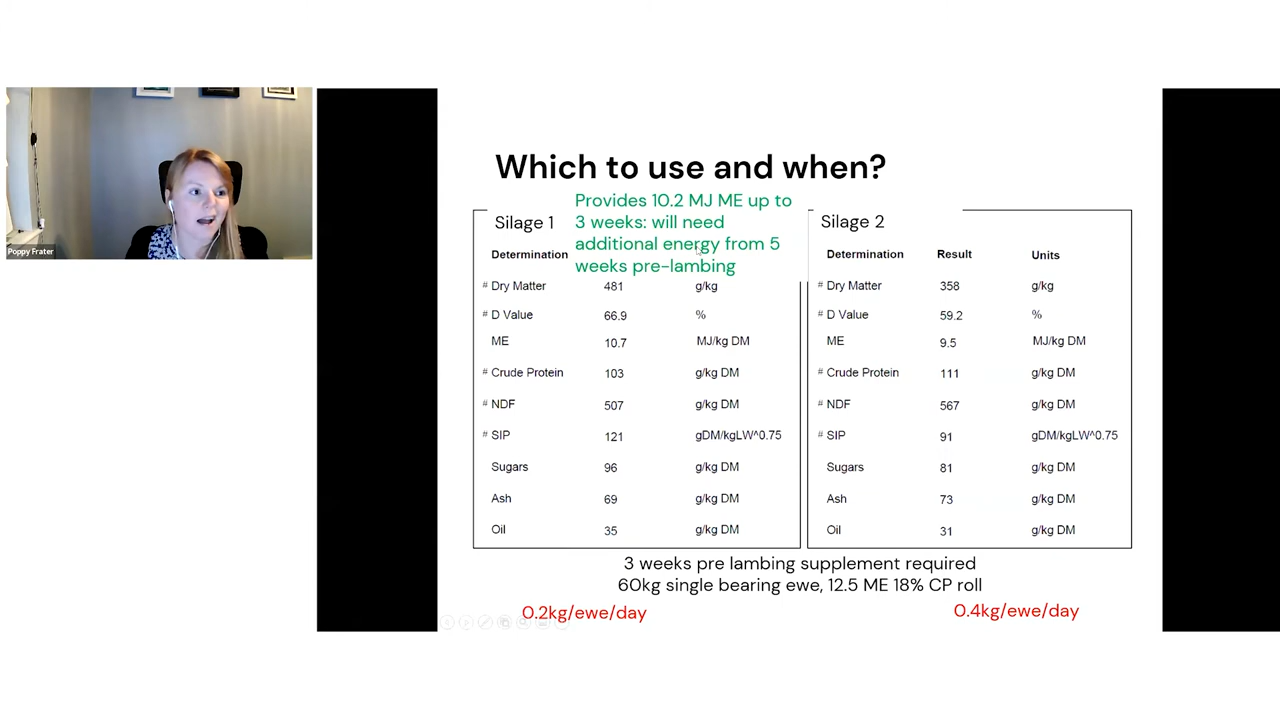 Poppy Frater
Which to use and when?
Provides 10.2 MJ ME up to
3 weeks: will need
additional energy from 5
weeks pre-lambing
Silage 1
Determination
# Dry Matter 481 g/kg
# D Value 66.9 %
ME 10.7 MJ/kg DM
# Crude Protein 103 g/kg DM
# NDF 507 g/kg DM
# SIP 121 gDM/kgLW^0.75
Sugars 96 g/kg DM
Ash 69 g/kg DM
Oil 35 g/kg DM
Silage 2
Determination Result Units
# Dry Matter 358 g/kg
# D Value 59.2 %
ME 9.5 MJ/kg DM
# Crude Protein 111 g/kg DM
# NDF 567 g/kg DM
# SIP 91 gDM/kgLW^0.75
Sugars 81 g/kg DM
Ash 73 g/kg DM
Oil 31 g/kg DM
3 weeks pre lambing supplement required
60kg single bearing ewe, 12.5 ME 18% CP roll
0.2kg/ewe/day
0.4kg/ewe/day